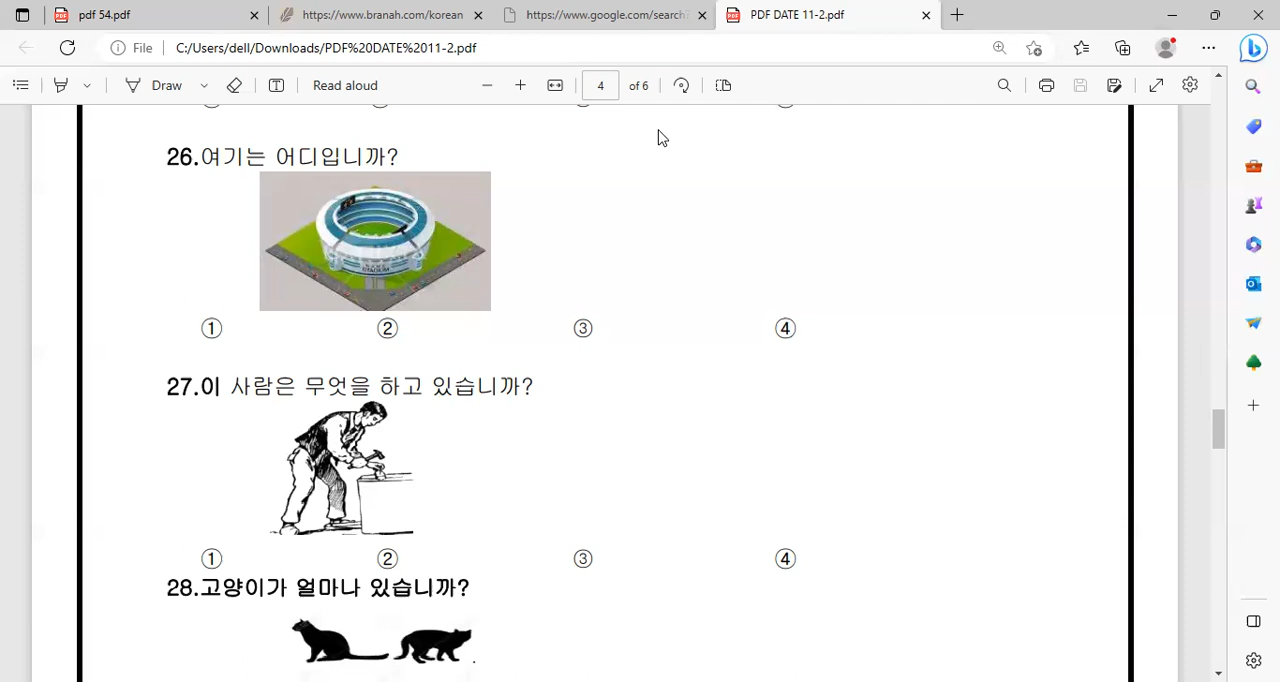 pdf 54.pdf
https://www.branah.com/korean
https://www.google.com/search
PDF DATE 11-2.pdf
File
C:/Users/dell/Downloads/PDF%20DATE%2011-2.pdf
Draw
Read aloud
4 of 6
26.여기는 어디입니까?
STADIUM
① ② ③ ④
27.이 사람은 무엇을 하고 있습니까?
① ② ③ ④
28.고양이가 얼마나 있습니까?